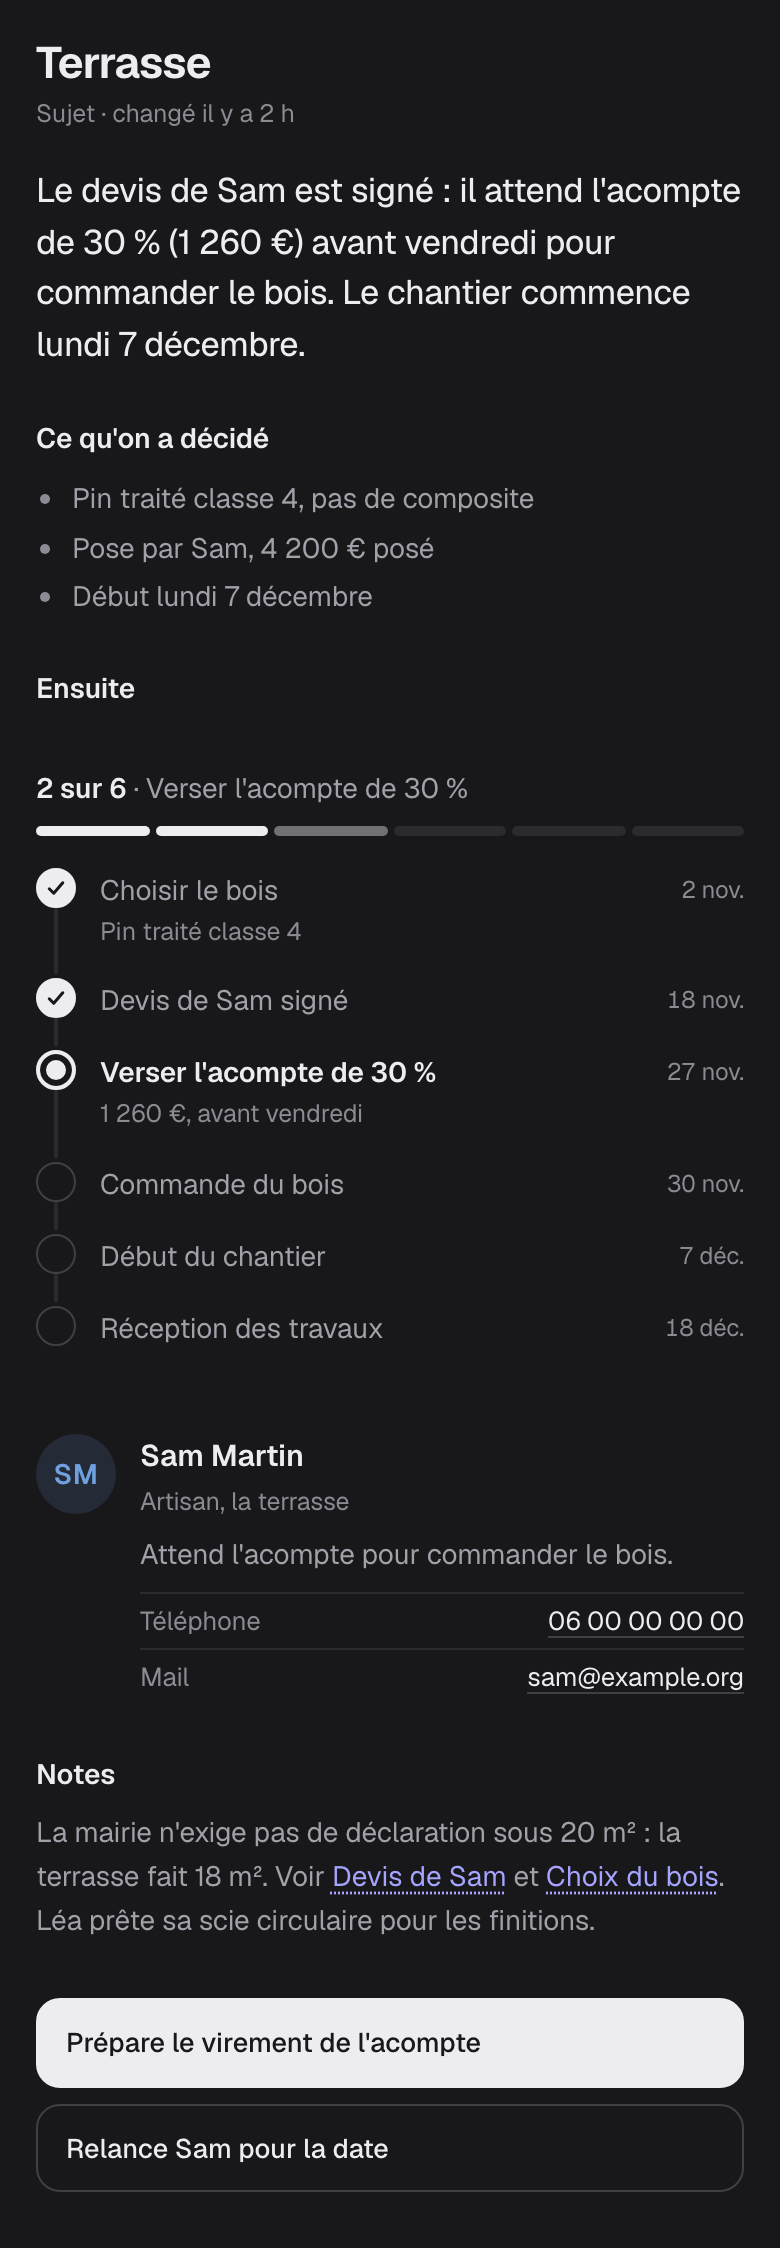 Terrasse
Sujet · changé il y a 2 h
Le devis de Sam est signé : il attend l'acompte
de 30 % (1 260 €) avant vendredi pour
commander le bois. Le chantier commence
lundi 7 décembre.
Ce qu'on a décidé
• Pin traité classe 4, pas de composite
• Pose par Sam, 4 200 € posé
• Début lundi 7 décembre
Ensuite
2 sur 6 · Verser l'acompte de 30 %
Choisir le bois 2 nov.
Pin traité classe 4
Devis de Sam signé 18 nov.
Verser l'acompte de 30 % 27 nov.
1 260 €, avant vendredi
Commande du bois 30 nov.
Début du chantier 7 déc.
Réception des travaux 18 déc.
SM
Sam Martin
Artisan, la terrasse
Attend l'acompte pour commander le bois.
Téléphone 06 00 00 00 00
Mail sam@example.org
Notes
La mairie n'exige pas de déclaration sous 20 m² : la
terrasse fait 18 m². Voir Devis de Sam et Choix du bois.
Léa prête sa scie circulaire pour les finitions.
Prépare le virement de l'acompte
Relance Sam pour la date